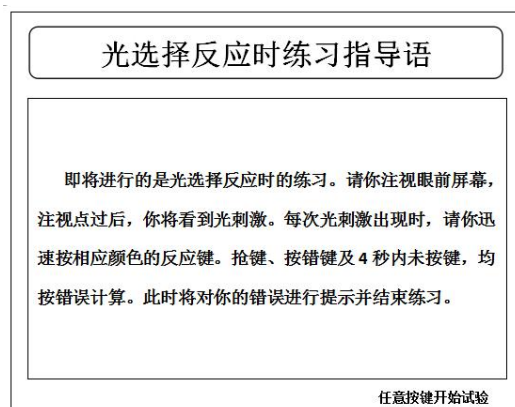 光选择反应时练习指导语
即将进行的是光选择反应时的练习。请你注视眼前屏幕，
注视点过后，你将看到光刺激。每次光刺激出现时，请你迅
速按相应颜色的反应键。抢键、按错键及 4 秒内未按键，均
按错误计算。此时将对你的错误进行提示并结束练习。
任意按键开始试验